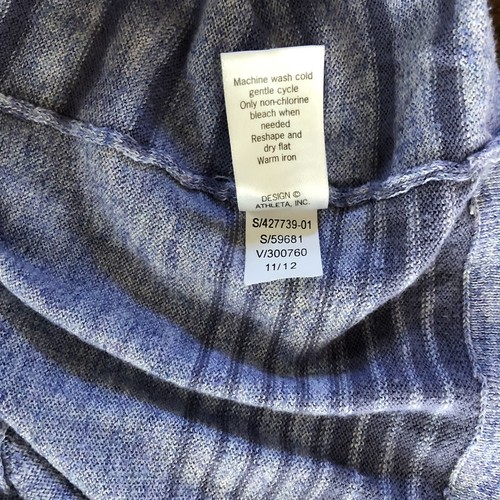 Machine wash cold
gentle cycle
Only non-chlorine
bleach when
needed
Reshape and
dry flat
Warm iron
DESIGN ©
ATHLETA, INC.
S/427739-01
S/59681
V/300760
11/12